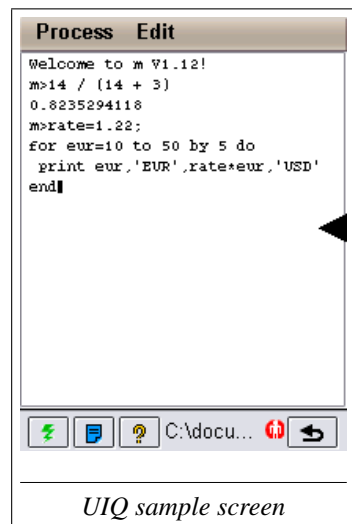 Process Edit
Welcome to m V1.12!
m>14 / (14 + 3)
0.8235294118
m>rate=1.22;
for eur=10 to 50 by 5 do
 print eur,'EUR',rate*eur,'USD'
end
C:\docu...
UIQ sample screen